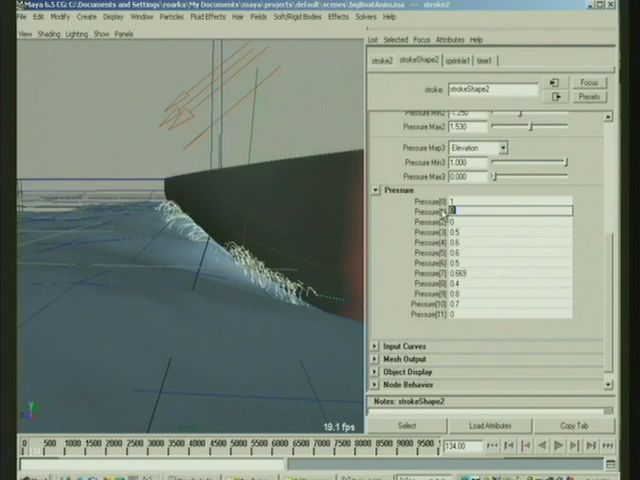 Maya 6.5 CG: C:\Documents and Settings\roarka\My Documents\maya\projects\default\scenes\bigBoatAnim.ma --- stroke2
File Edit Modify Create Display Window Particles Fluid Effects Fur Hair Fields Soft/Rigid Bodies Effects Solvers Help
View Shading Lighting Show Panels
List Selected Focus Attributes Help
stroke2 strokeShape2 sprinkle1 time1
stroke: strokeShape2
Focus
Presets
Pressure Min2 -1.250
Pressure Max2 1.530
Pressure Map3 Elevation
Pressure Min3 1.000
Pressure Max3 0.000
Pressure
Pressure[0] 1
Pressure[
Pressure[2] 0
Pressure[3] 0.5
Pressure[4] 0.6
Pressure[5] 0.6
Pressure[6] 0.5
Pressure[7] 0.669
Pressure[8] 0.4
Pressure[9] 0.8
Pressure[10] 0.7
Pressure[11] 0
Input Curves
Mesh Output
Object Display
Node Behavior
Notes: strokeShape2
Select Load Attributes Copy Tab
19.1 fps
0 500 1000 1500 2000 2500 3000 3500 4000 4500 5000 5500 6000 6500 7000 7500 8000 8500 9000 9500
134.00